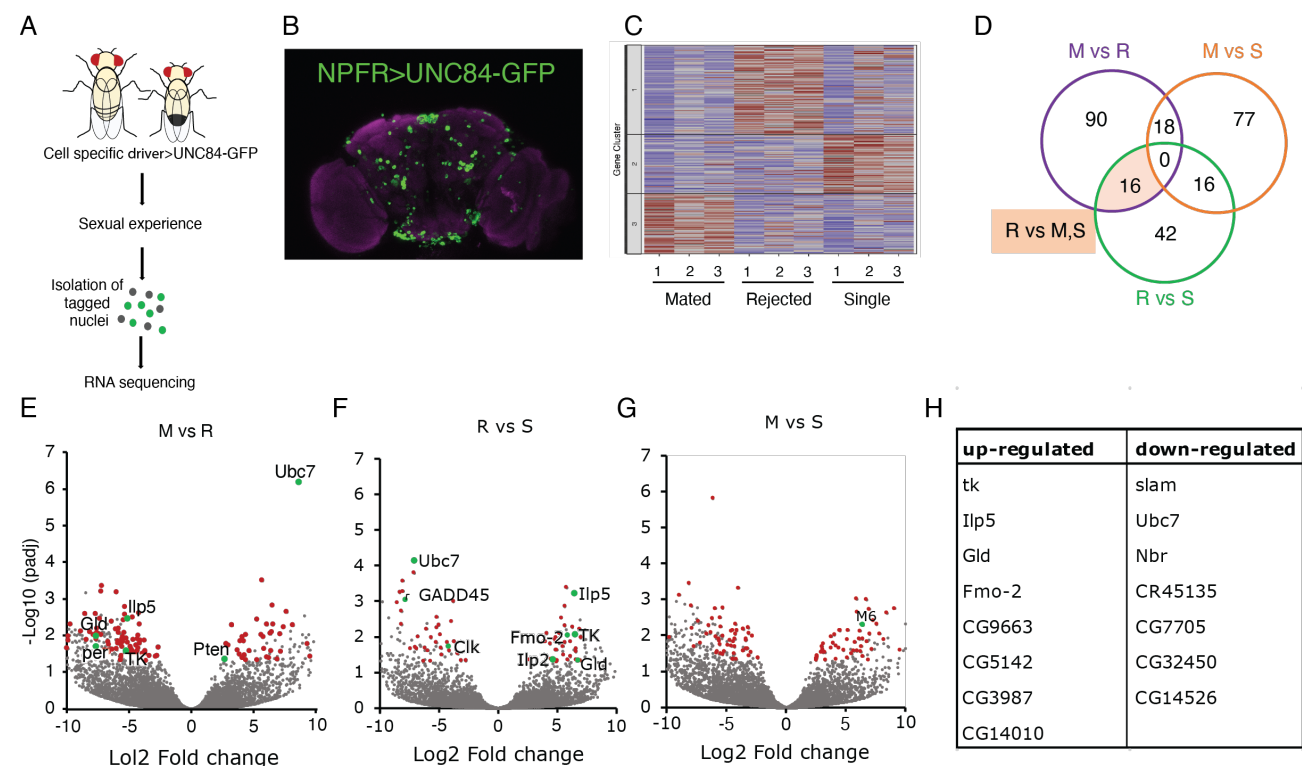 A
Cell specific driver>UNC84-GFP
Sexual experience
Isolation of
tagged
nuclei
RNA sequencing
B
NPFR>UNC84-GFP
C
Gene Cluster
1
2
3
1 2 3 1 2 3 1 2 3
Mated Rejected Single
D
M vs R
M vs S
90
18
77
0
16
16
R vs M,S
42
R vs S
E
M vs R
-Log10 (padj)
7
6
5
4
3
2
1
0
Ubc7
Ilp5
Gld
per
TK
Pten
-10 -5 0 5 10
Lol2 Fold change
F
R vs S
7
6
5
4
3
2
1
0
Ubc7
GADD45
Ilp5
Clk
Fmo-2
TK
Ilp2
Gld
-10 -5 0 5 10
Log2 Fold change
G
M vs S
7
6
5
4
3
2
1
0
M6
-10 -5 0 5 10
Log2 Fold change
H
up-regulated down-regulated
tk slam
Ilp5 Ubc7
Gld Nbr
Fmo-2 CR45135
CG9663 CG7705
CG5142 CG32450
CG3987 CG14526
CG14010